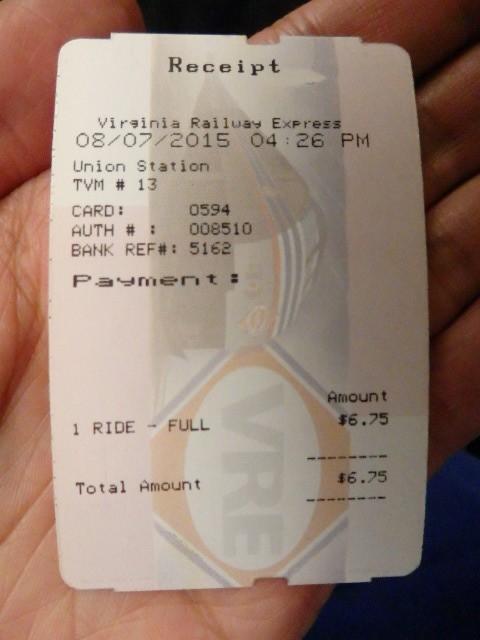 Receipt
Virginia Railway Express
08/07/2015 04:26 PM
Union Station
TVM # 13
CARD: 0594
AUTH # : 008510
BANK REF#: 5162
Payment:
Amount
1 RIDE - FULL $6.75
--------
Total Amount $6.75
--------
VRE